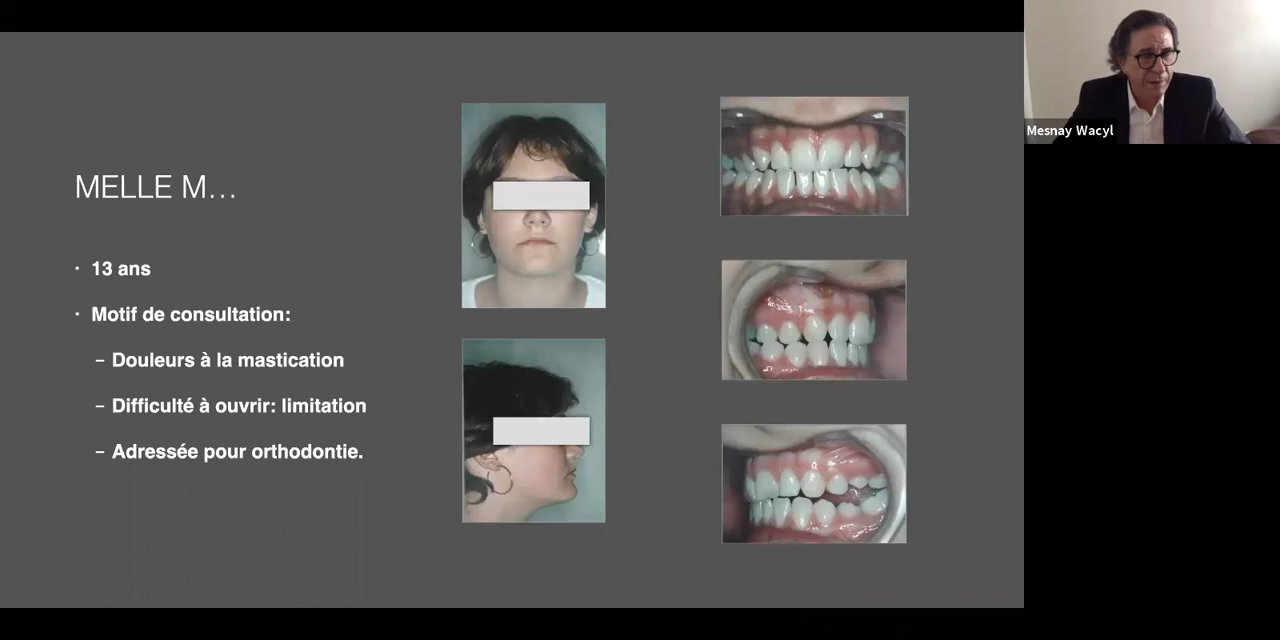 MELLE M...
• 13 ans
• Motif de consultation:
– Douleurs à la mastication
– Difficulté à ouvrir: limitation
– Adressée pour orthodontie.
Mesnay Wacyl